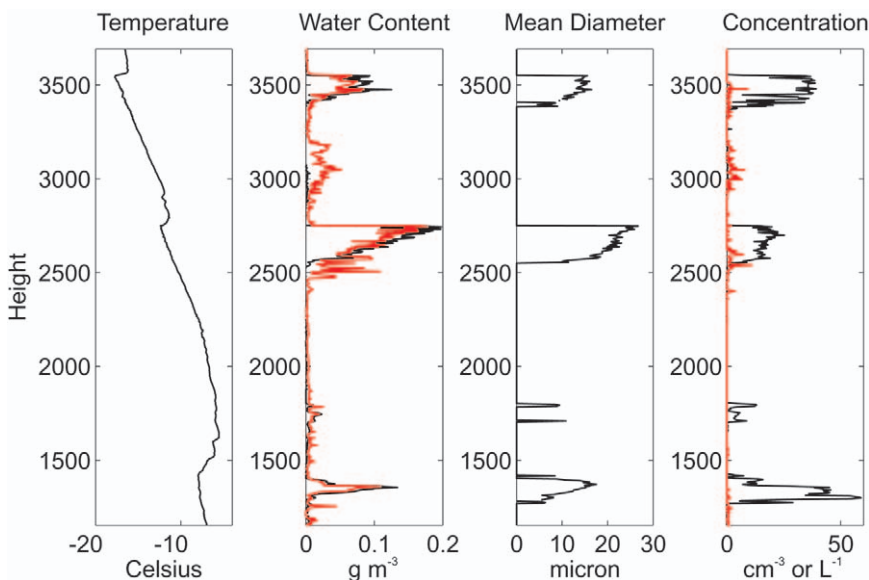 Temperature Water Content Mean Diameter Concentration
3500 3500 3500 3500
3000 3000 3000 3000
2500 2500 2500 2500
Height
2000 2000 2000 2000
1500 1500 1500 1500
-20 -10 0 0.1 0.2 0 10 20 30 0 50
Celsius g m⁻³ micron cm⁻³ or L⁻¹